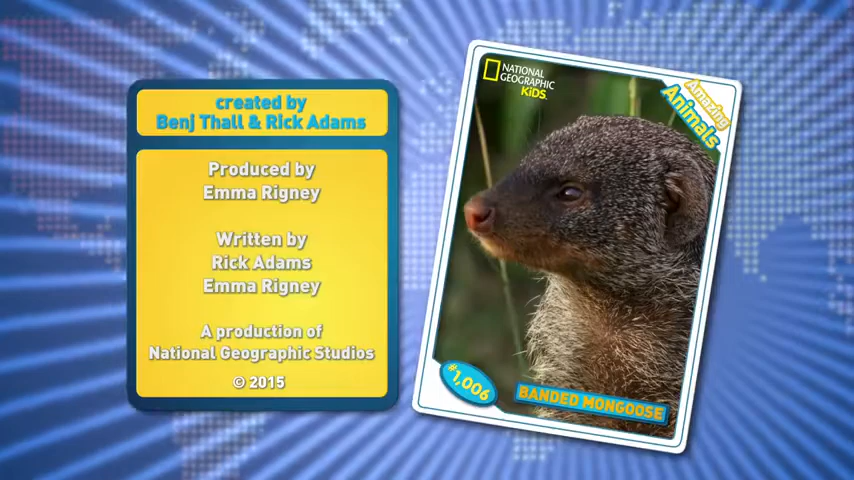 created by
Benj Thall & Rick Adams
Produced by
Emma Rigney
Written by
Rick Adams
Emma Rigney
A production of
National Geographic Studios
© 2015
NATIONAL
GEOGRAPHIC
KiDS
Amazing
Animals
#1,006
BANDED MONGOOSE